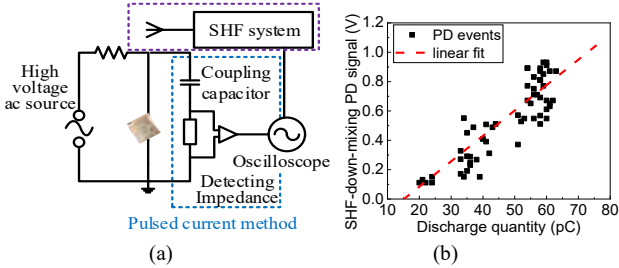 SHF system
High
voltage
ac source
Coupling
capacitor
Oscilloscope
Detecting
Impedance
Pulsed current method
(a)
SHF-down-mixing PD signal (V)
1.2
1.0
0.8
0.6
0.4
0.2
0.0
PD events
linear fit
10 20 30 40 50 60 70 80
Discharge quantity (pC)
(b)